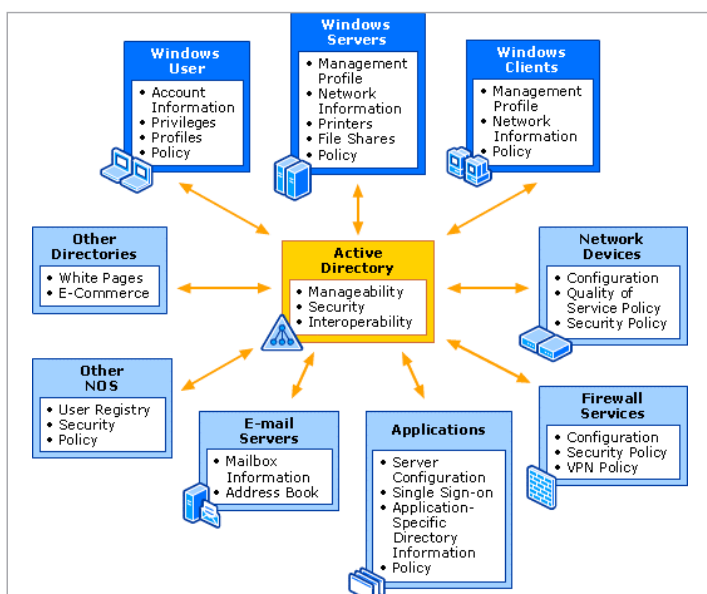 Windows
User
• Account
Information
• Privileges
• Profiles
• Policy
Windows
Servers
• Management
Profile
• Network
Information
• Printers
• File Shares
• Policy
Windows
Clients
• Management
Profile
• Network
Information
• Policy
Other
Directories
• White Pages
• E-Commerce
Active
Directory
• Manageability
• Security
• Interoperability
Network
Devices
• Configuration
• Quality of
Service Policy
• Security Policy
Other
NOS
• User Registry
• Security
• Policy
E-mail
Servers
• Mailbox
Information
• Address Book
Applications
• Server
Configuration
• Single Sign-on
• Application-
Specific
Directory
Information
• Policy
Firewall
Services
• Configuration
• Security Policy
• VPN Policy